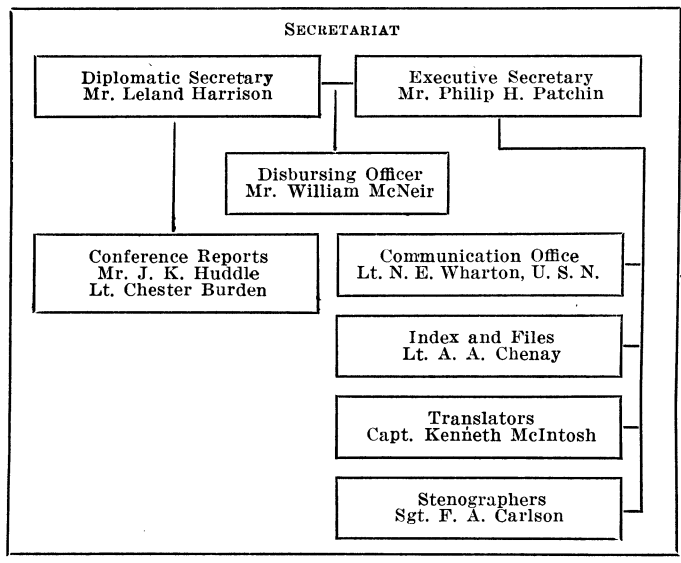 SECRETARIAT
Diplomatic Secretary
Mr. Leland Harrison
Executive Secretary
Mr. Philip H. Patchin
Disbursing Officer
Mr. William McNeir
Conference Reports
Mr. J. K. Huddle
Lt. Chester Burden
Communication Office
Lt. N. E. Wharton, U. S. N.
Index and Files
Lt. A. A. Chenay
Translators
Capt. Kenneth McIntosh
Stenographers
Sgt. F. A. Carlson